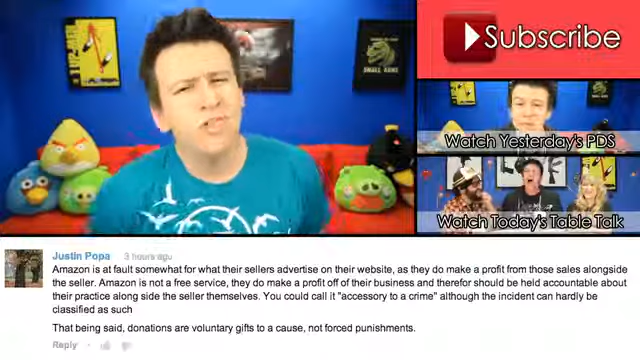 Subscribe
Watch Yesterday's PDS
Watch Today's Table Talk
Justin Popa 3 hours ago
Amazon is at fault somewhat for what their sellers advertise on their website, as they do make a profit from those sales alongside
the seller. Amazon is not a free service, they do make a profit off of their business and therefor should be held accountable about
their practice along side the seller themselves. You could call it "accessory to a crime" although the incident can hardly be
classified as such
That being said, donations are voluntary gifts to a cause, not forced punishments.
Reply